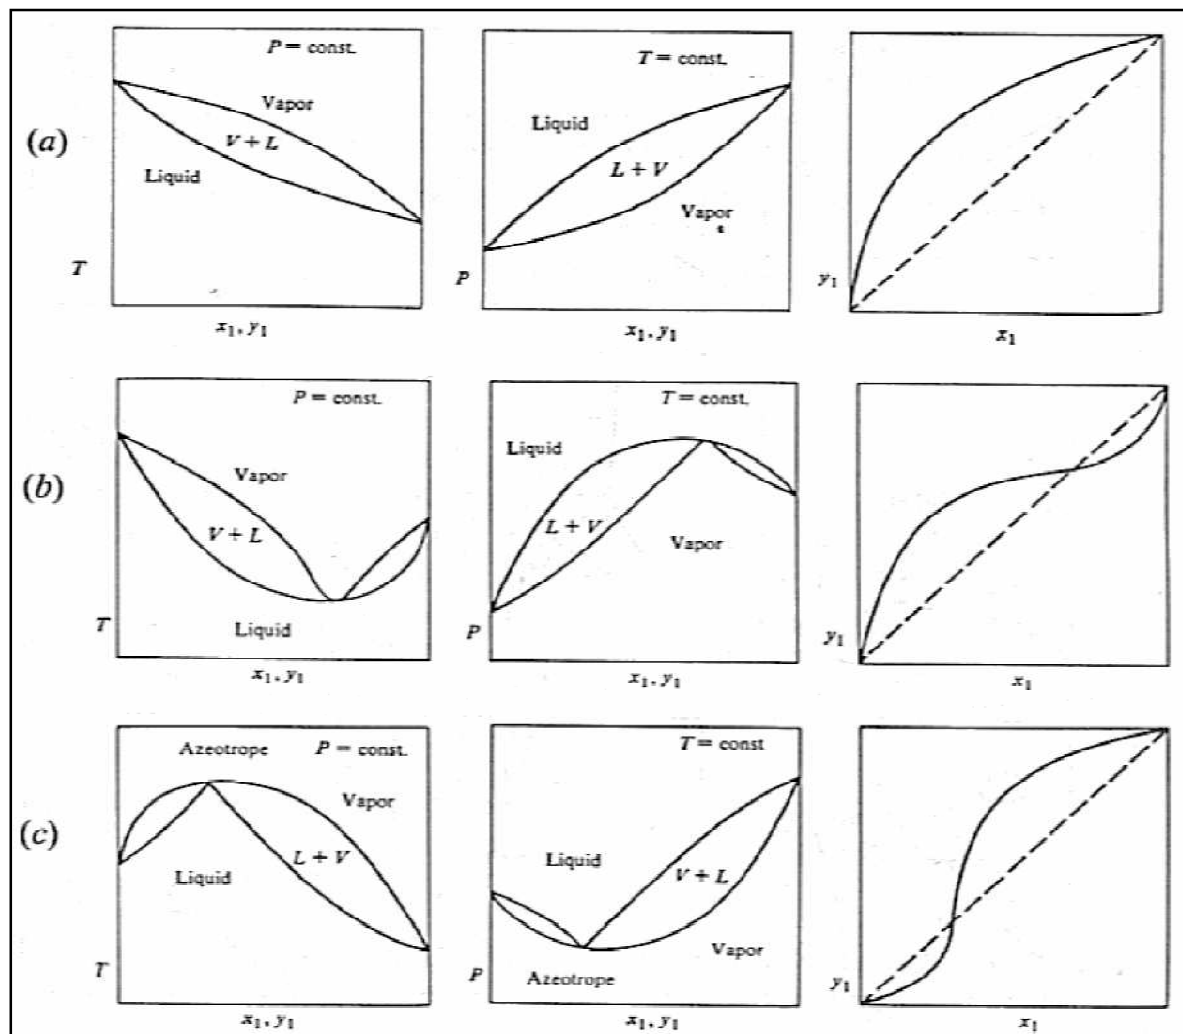 (a)
P = const.
Vapor
V + L
Liquid
T
x₁, y₁
T = const.
Liquid
L + V
Vapor
P
x₁, y₁
y₁
x₁
(b)
P = const.
Vapor
V + L
T
Liquid
x₁, y₁
T = const.
Liquid
L + V
Vapor
P
x₁, y₁
y₁
x₁
(c)
Azeotrope
P = const.
Vapor
L + V
Liquid
T
x₁, y₁
T = const
Liquid
V + L
Vapor
P
Azeotrope
x₁, y₁
y₁
x₁